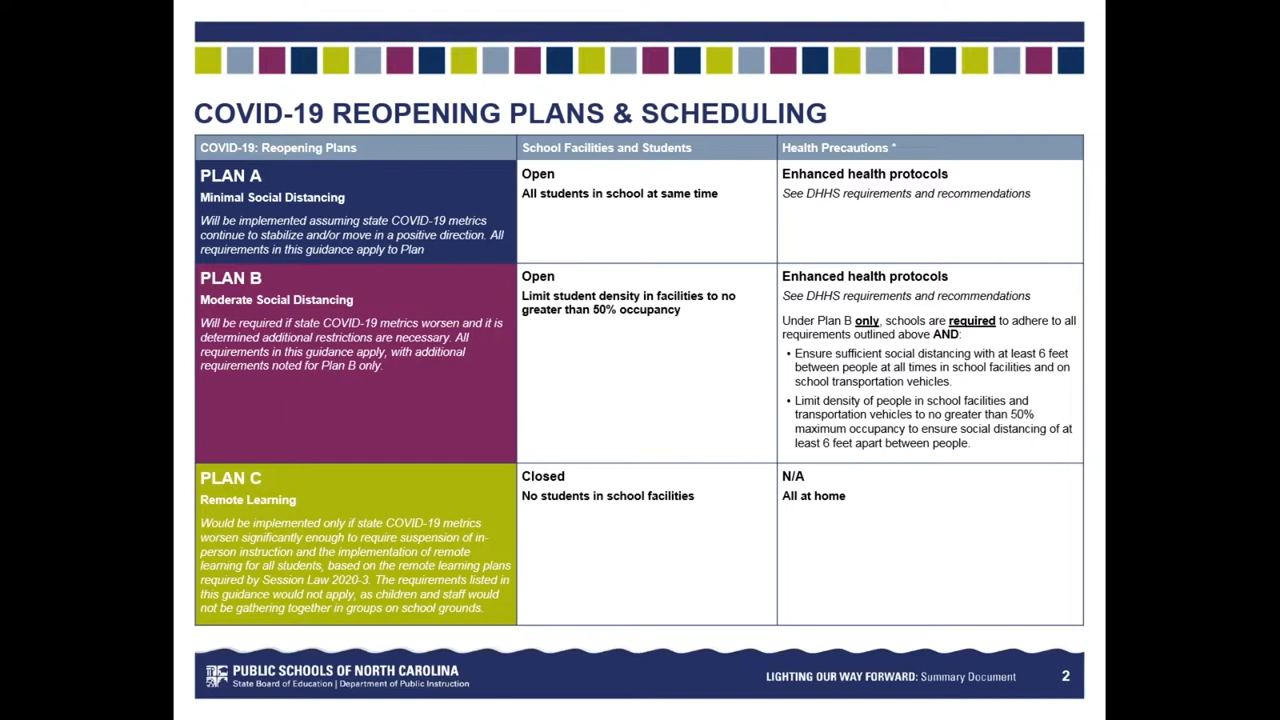 COVID-19 REOPENING PLANS & SCHEDULING
COVID-19: Reopening Plans
School Facilities and Students
Health Precautions *
PLAN A
Minimal Social Distancing
Will be implemented assuming state COVID-19 metrics
continue to stabilize and/or move in a positive direction. All
requirements in this guidance apply to Plan
Open
All students in school at same time
Enhanced health protocols
See DHHS requirements and recommendations
PLAN B
Moderate Social Distancing
Will be required if state COVID-19 metrics worsen and it is
determined additional restrictions are necessary. All
requirements in this guidance apply, with additional
requirements noted for Plan B only.
Open
Limit student density in facilities to no
greater than 50% occupancy
Enhanced health protocols
See DHHS requirements and recommendations
Under Plan B only, schools are required to adhere to all
requirements outlined above AND:
• Ensure sufficient social distancing with at least 6 feet
between people at all times in school facilities and on
school transportation vehicles.
• Limit density of people in school facilities and
transportation vehicles to no greater than 50%
maximum occupancy to ensure social distancing of at
least 6 feet apart between people.
PLAN C
Remote Learning
Would be implemented only if state COVID-19 metrics
worsen significantly enough to require suspension of in-
person instruction and the implementation of remote
learning for all students, based on the remote learning plans
required by Session Law 2020-3. The requirements listed in
this guidance would not apply, as children and staff would
not be gathering together in groups on school grounds.
Closed
No students in school facilities
N/A
All at home
PUBLIC SCHOOLS OF NORTH CAROLINA
State Board of Education | Department of Public Instruction
LIGHTING OUR WAY FORWARD: Summary Document
2